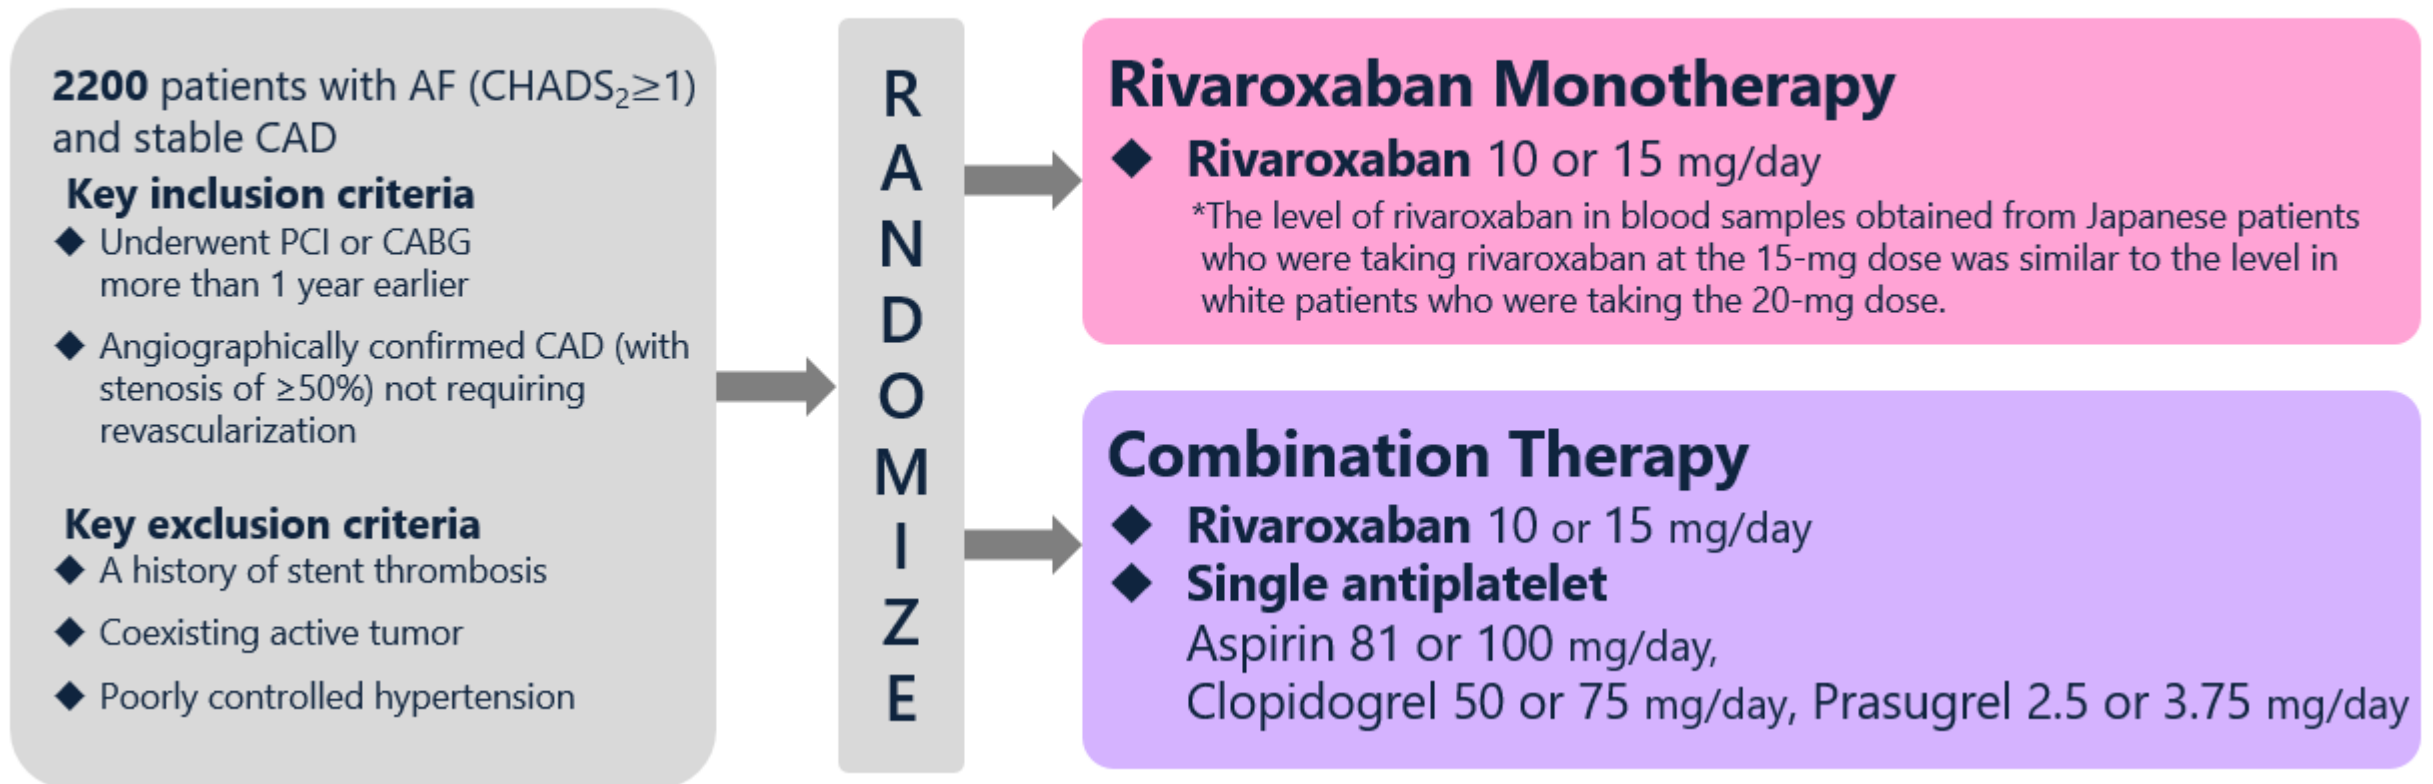 2200 patients with AF (CHADS₂≥1)
and stable CAD
Key inclusion criteria
◆ Underwent PCI or CABG
more than 1 year earlier
◆ Angiographically confirmed CAD (with
stenosis of ≥50%) not requiring
revascularization
Key exclusion criteria
◆ A history of stent thrombosis
◆ Coexisting active tumor
◆ Poorly controlled hypertension
R
A
N
D
O
M
I
Z
E
Rivaroxaban Monotherapy
◆ Rivaroxaban 10 or 15 mg/day
*The level of rivaroxaban in blood samples obtained from Japanese patients
who were taking rivaroxaban at the 15-mg dose was similar to the level in
white patients who were taking the 20-mg dose.
Combination Therapy
◆ Rivaroxaban 10 or 15 mg/day
◆ Single antiplatelet
Aspirin 81 or 100 mg/day,
Clopidogrel 50 or 75 mg/day, Prasugrel 2.5 or 3.75 mg/day